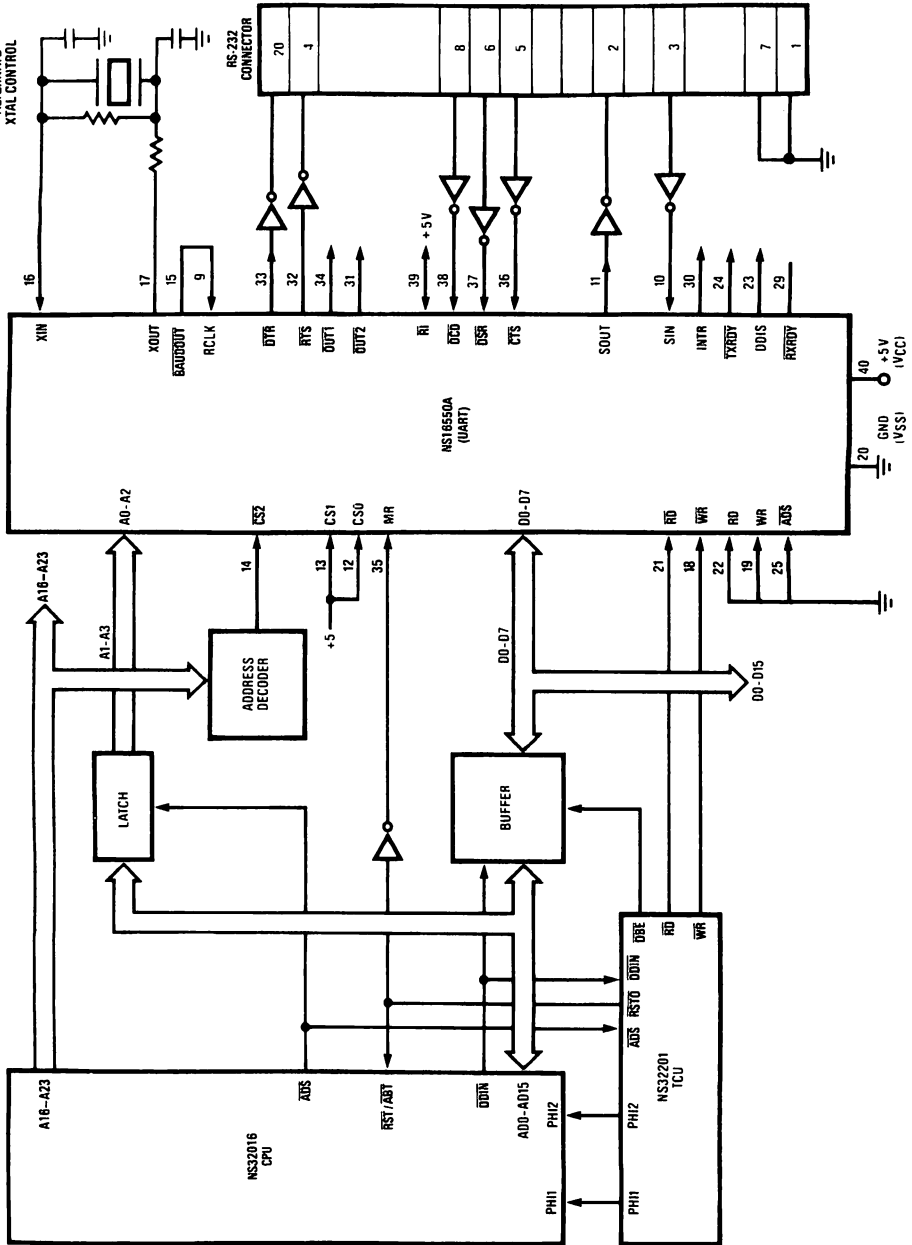 XTAL CONTROL
RS-232
CONNECTOR
20
4
8
6
5
2
3
7
1
16
17
15
9
33
32
34
31
39
+5V
38
37
36
11
10
30
24
23
29
XIN
XOUT
BAUDOUT
RCLK
DTR
RTS
OUT1
OUT2
RI
DCD
DSR
CTS
SOUT
SIN
INTR
TXRDY
DDIS
RXRDY
NS16550A
(UART)
40
+5V
(VCC)
20
GND
(VSS)
A0-A2
CS2
CS1
CS0
MR
D0-D7
RD
WR
RD
WR
ADS
14
13
12
35
21
18
22
19
25
A16-A23
A1-A3
+5
D0-D7
D0-D15
ADDRESS
DECODER
LATCH
BUFFER
A16-A23
ADS
RST/ABT
DDIN
AD0-AD15
PHI1
PHI2
NS32016
CPU
DBE
RD
WR
DDIN
RSTO
ADS
PHI2
PHI1
NS32201
TCU